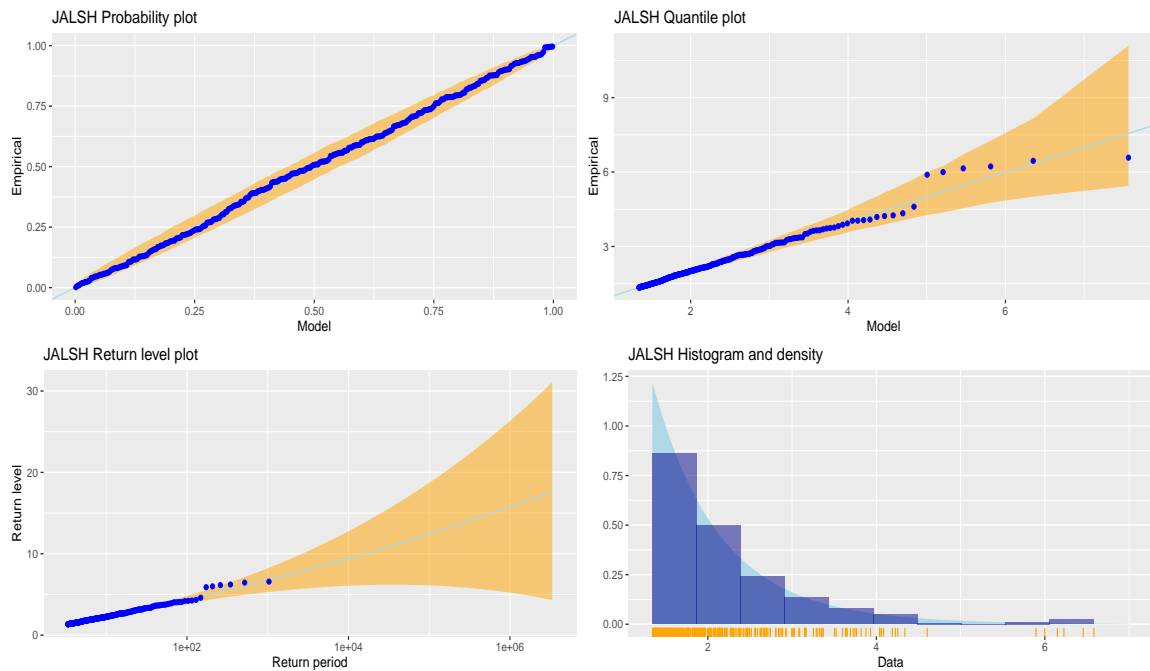 JALSH Probability plot
1.00
0.75
0.50
0.25
0.00
Empirical
0.00 0.25 0.50 0.75 1.00
Model
JALSH Quantile plot
9
6
3
Empirical
2 4 6
Model
JALSH Return level plot
30
20
10
0
Return level
1e+02 1e+04 1e+06
Return period
JALSH Histogram and density
1.25
1.00
0.75
0.50
0.25
0.00
2 4 6
Data